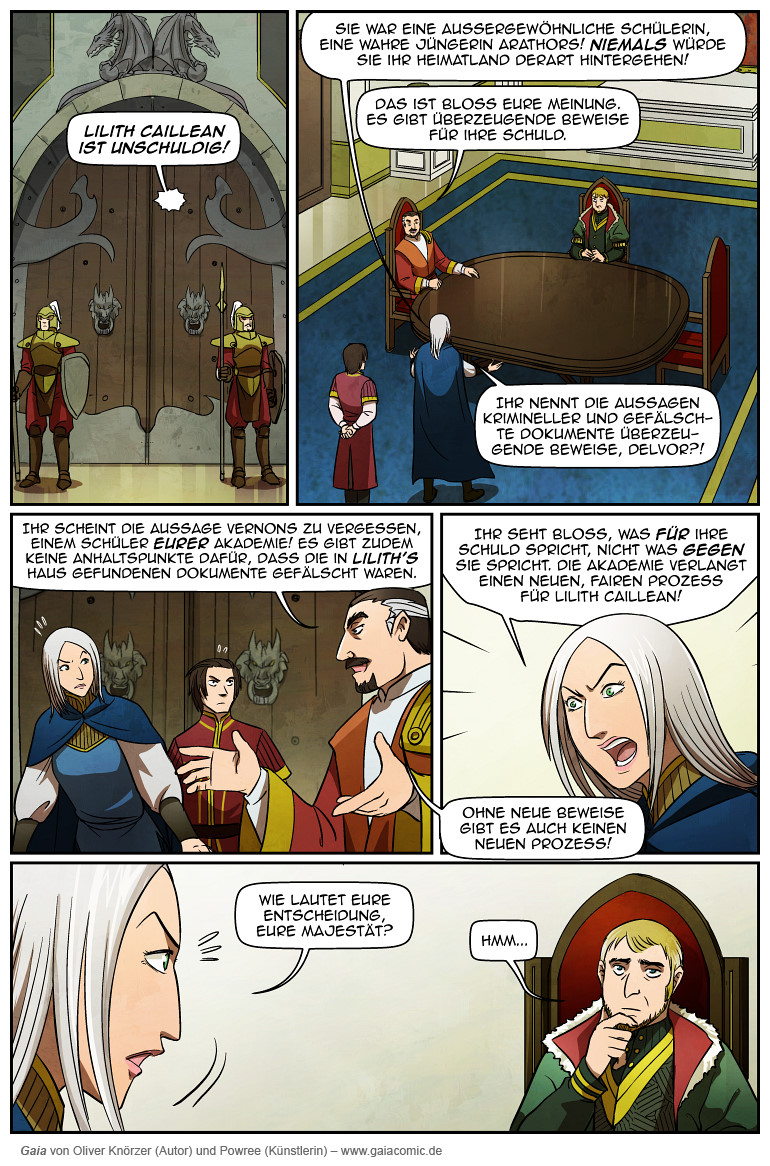 LILITH CAILLEAN
IST UNSCHULDIG!
SIE WAR EINE AUSSERGEWÖHNLICHE SCHÜLERIN,
EINE WAHRE JÜNGERIN ARATHORS! NIEMALS WÜRDE
SIE IHR HEIMATLAND DERART HINTERGEHEN!
DAS IST BLOSS EURE MEINUNG.
ES GIBT ÜBERZEUGENDE BEWEISE
FÜR IHRE SCHULD.
IHR NENNT DIE AUSSAGEN
KRIMINELLER UND GEFÄLSCH-
TE DOKUMENTE ÜBERZEU-
GENDE BEWEISE, DELVOR?!
IHR SCHEINT DIE AUSSAGE VERNONS ZU VERGESSEN,
EINEM SCHÜLER EURER AKADEMIE! ES GIBT ZUDEM
KEINE ANHALTSPUNKTE DAFÜR, DASS DIE IN LILITH'S
HAUS GEFUNDENEN DOKUMENTE GEFÄLSCHT WAREN.
IHR SEHT BLOSS, WAS FÜR IHRE
SCHULD SPRICHT, NICHT WAS GEGEN
SIE SPRICHT. DIE AKADEMIE VERLANGT
EINEN NEUEN, FAIREN PROZESS
FÜR LILITH CAILLEAN!
OHNE NEUE BEWEISE
GIBT ES AUCH KEINEN
NEUEN PROZESS!
WIE LAUTET EURE
ENTSCHEIDUNG,
EURE MAJESTÄT?
HMM...
Gaia von Oliver Knörzer (Autor) und Powree (Künstlerin) – www.gaiacomic.de